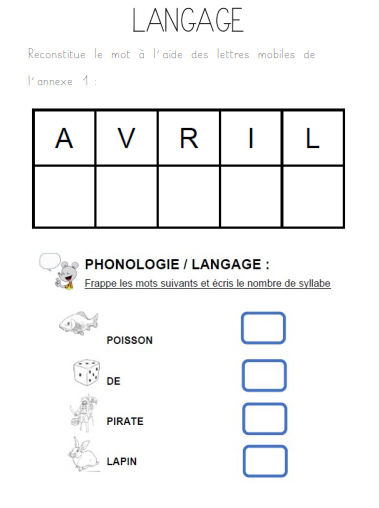 LANGAGE
Reconstitue le mot à l'aide des lettres mobiles de
l'annexe 1 :
A V R I L
PHONOLOGIE / LANGAGE :
Frappe les mots suivants et écris le nombre de syllabe
POISSON
DE
PIRATE
LAPIN